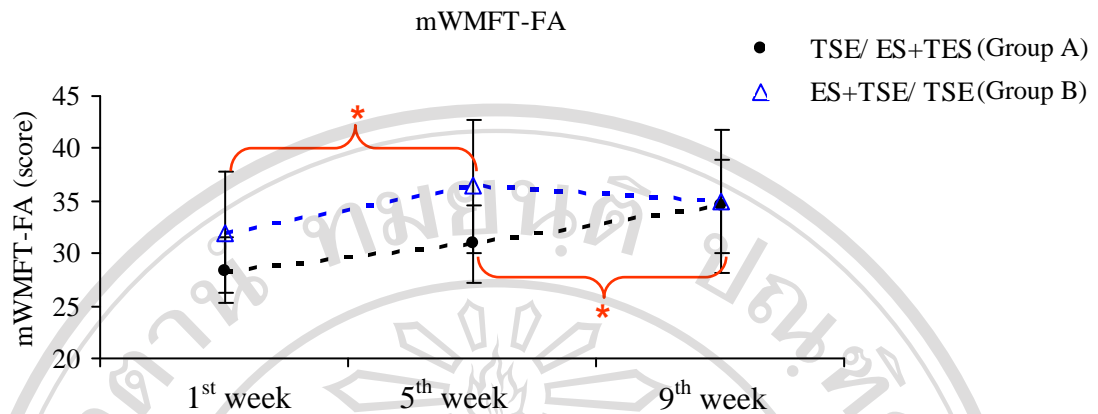 mWMFT-FA
TSE/ ES+TES (Group A)
ES+TSE/ TSE (Group B)
mWMFT-FA (score)
45
40
35
30
25
20
*
*
1st week
5th week
9th week